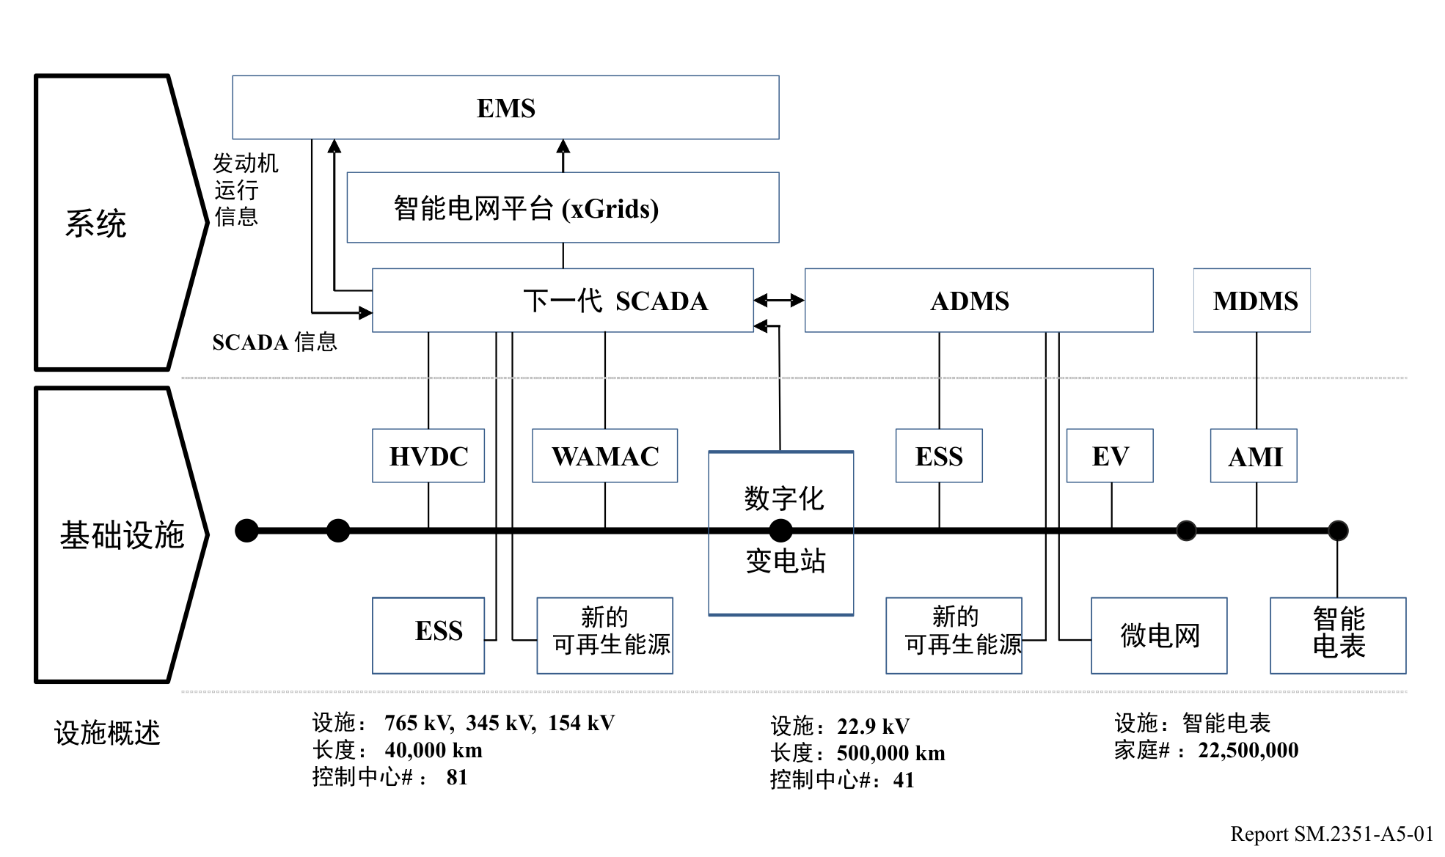 EMS
发动机
运行
信息
系统
智能电网平台 (xGrids)
下一代 SCADA
ADMS
MDMS
SCADA 信息
HVDC
WAMAC
ESS
EV
AMI
数字化
变电站
基础设施
ESS
新的
可再生能源
新的
可再生能源
微电网
智能
电表
设施概述
设施： 765 kV, 345 kV, 154 kV
长度： 40,000 km
控制中心#： 81
设施：22.9 kV
长度：500,000 km
控制中心#：41
设施：智能电表
家庭#：22,500,000
Report SM.2351-A5-01